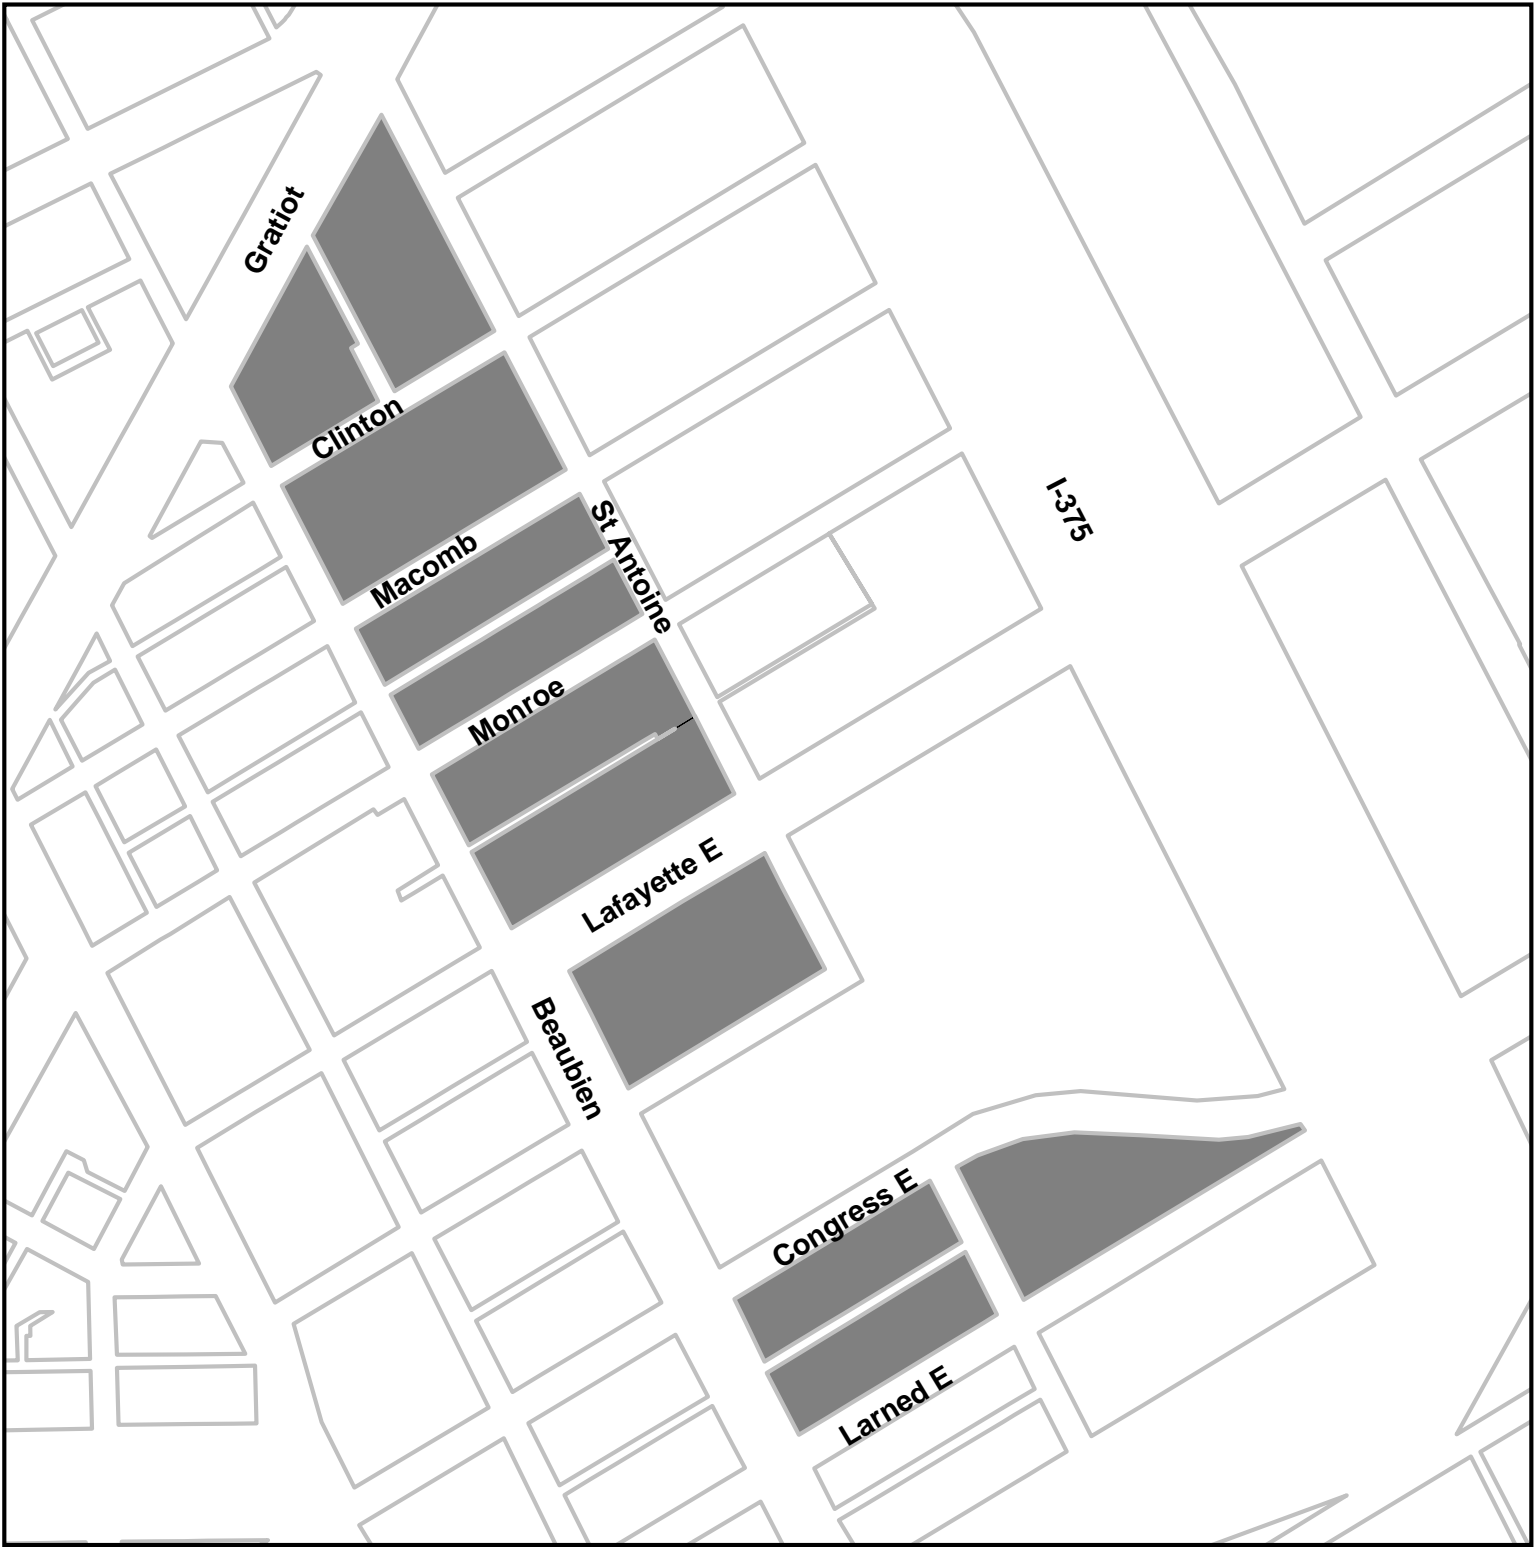 Gratiot
Clinton
Macomb
St Antoine
I-375
Monroe
Lafayette E
Beaubien
Congress E
Larned E